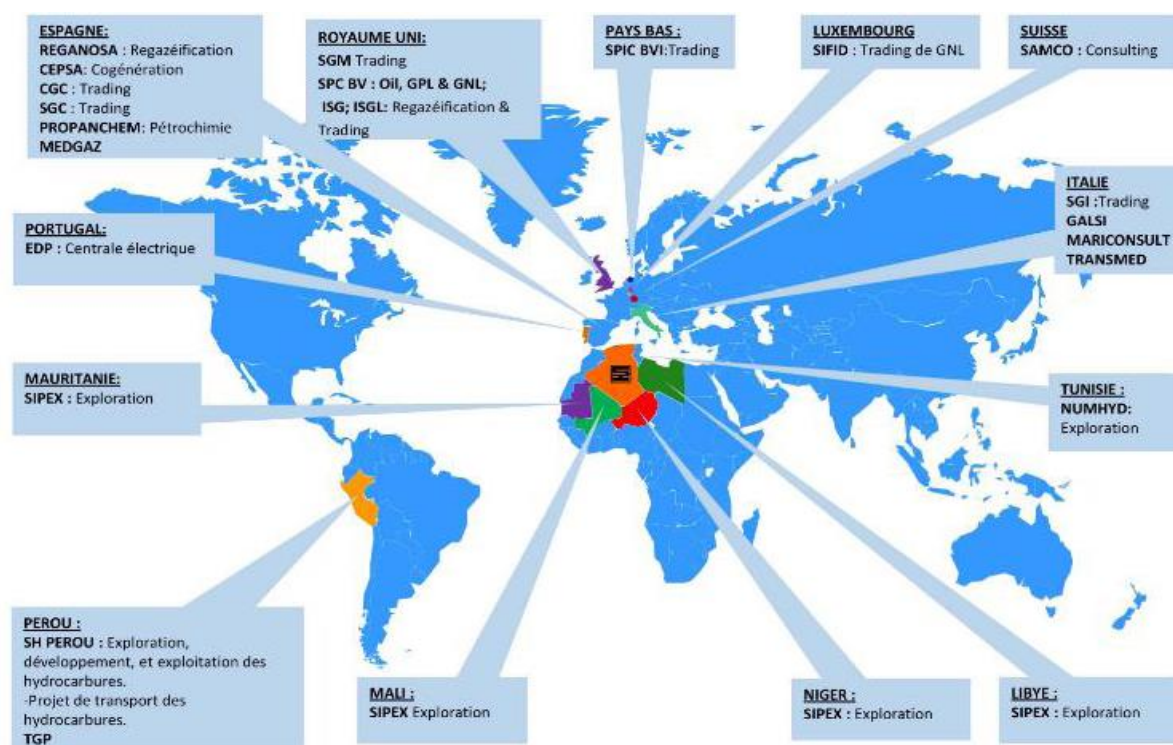 ESPAGNE:
REGANOSA : Regazéification
CEPSA: Cogénération
CGC : Trading
SGC : Trading
PROPANCHEM: Pétrochimie
MEDGAZ
ROYAUME UNI:
SGM Trading
SPC BV : Oil, GPL & GNL;
ISG; ISGL: Regazéification &
Trading
PAYS BAS :
SPIC BVI:Trading
LUXEMBOURG
SIFID : Trading de GNL
SUISSE
SAMCO : Consulting
ITALIE
SGI :Trading
GALSI
MARICONSULT
TRANSMED
PORTUGAL:
EDP : Centrale électrique
MAURITANIE:
SIPEX : Exploration
TUNISIE :
NUMHYD:
Exploration
PEROU :
SH PEROU : Exploration,
développement, et exploitation des
hydrocarbures.
-Projet de transport des
hydrocarbures.
TGP
MALI :
SIPEX Exploration
NIGER :
SIPEX : Exploration
LIBYE :
SIPEX : Exploration